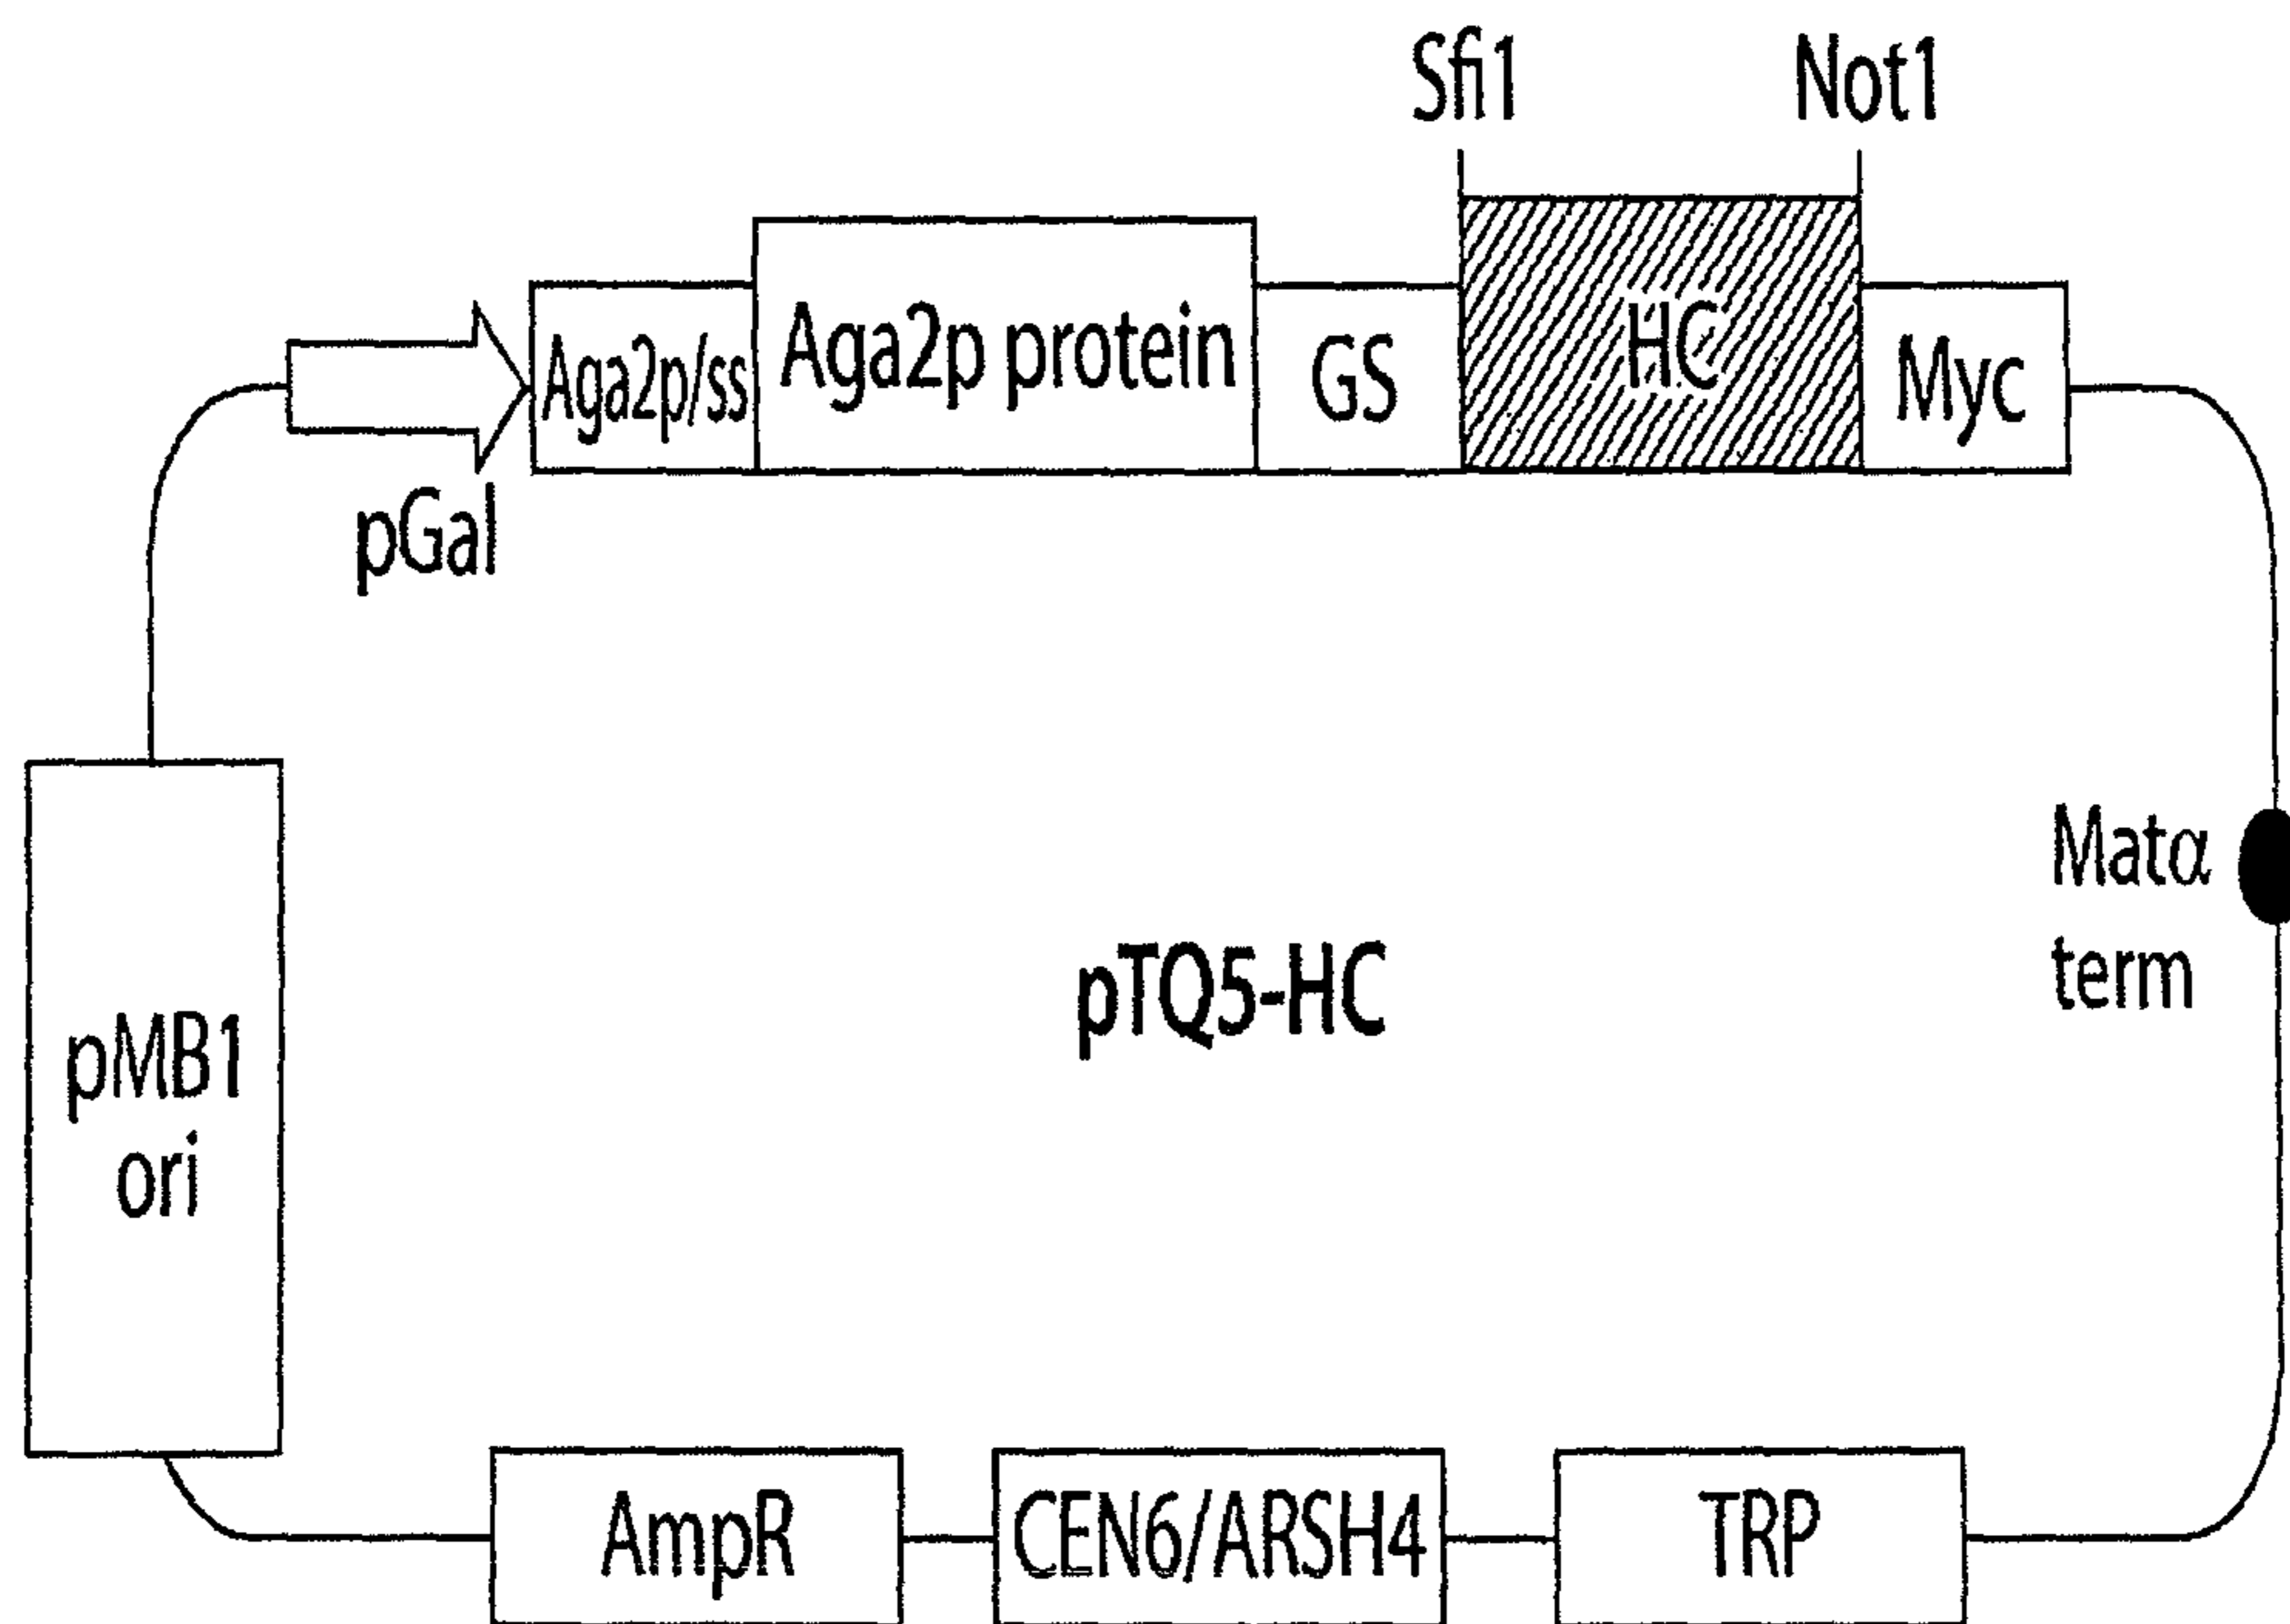 Sfi1 Not1
Aga2p/ss Aga2p protein GS HC Myc
pGal
Matα
term
pTQ5-HC
pMB1
ori
AmpR CEN6/ARSH4 TRP